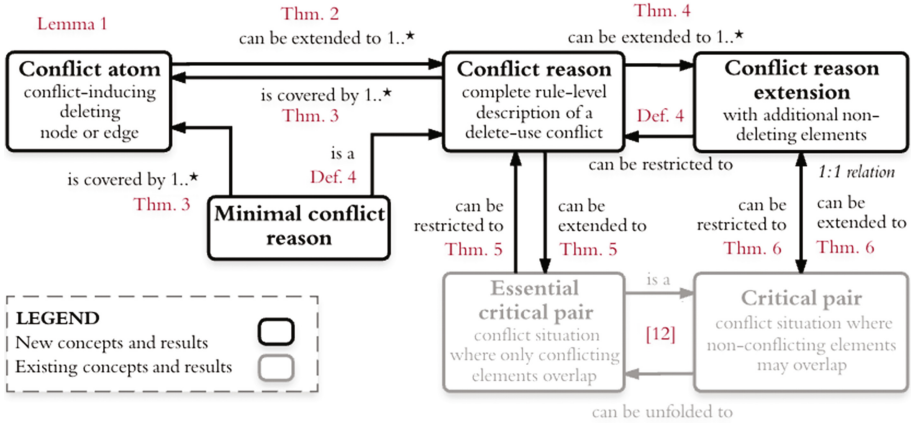 Lemma 1
Thm. 2
can be extended to 1..★
Thm. 4
can be extended to 1..★
Conflict atom
conflict-inducing
deleting
node or edge
is covered by 1..★
Thm. 3
Conflict reason
complete rule-level
description of a
delete-use conflict
Def. 4
Conflict reason
extension
with additional non-
deleting elements
can be restricted to
is covered by 1..★
Thm. 3
is a
Def. 4
Minimal conflict
reason
can be
restricted to
Thm. 5
can be
extended to
Thm. 5
can be
restricted to
Thm. 6
1:1 relation
can be
extended to
Thm. 6
Essential
critical pair
conflict situation
where only conflicting
elements overlap
is a
[12]
can be unfolded to
Critical pair
conflict situation where
non-conflicting elements
may overlap
LEGEND
New concepts and results
Existing concepts and results